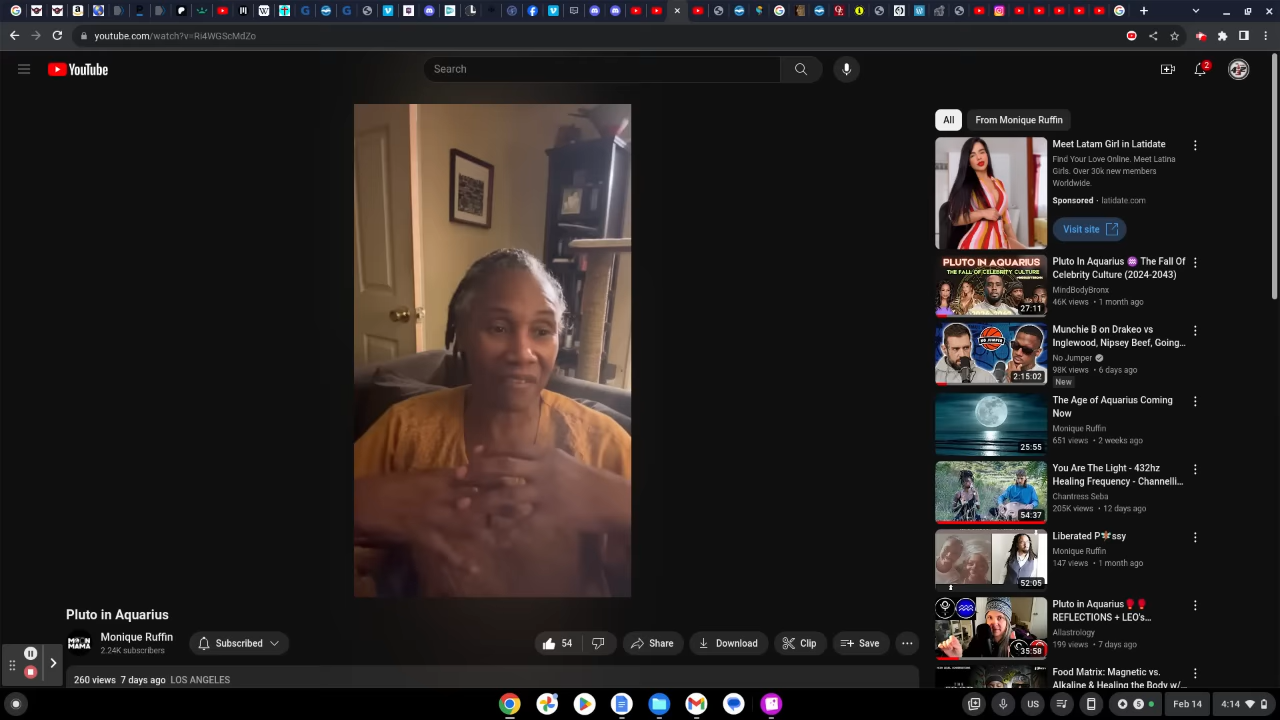 youtube.com/watch?v=Ri4WGScMdZo
YouTube
Search
2
All
From Monique Ruffin
Meet Latam Girl in Latidate
Find Your Love Online. Meet Latina
Girls. Over 30k new members
Worldwide.
Sponsored · latidate.com
Visit site
PLUTO IN AQUARIUS
THE FALL OF CELEBRITY CULTURE
27:11
Pluto In Aquarius ♒ The Fall Of
Celebrity Culture (2024-2043)
MindBodyBronx
46K views • 1 month ago
NO JUMPER
2:15:02
Munchie B on Drakeo vs
Inglewood, Nipsey Beef, Going...
No Jumper
98K views • 6 days ago
New
25:55
The Age of Aquarius Coming
Now
Monique Ruffin
651 views • 2 weeks ago
54:37
You Are The Light - 432hz
Healing Frequency - Channelli...
Chantress Seba
205K views • 12 days ago
52:05
Liberated P🧚ssy
Monique Ruffin
147 views • 1 month ago
35:58
Pluto in Aquarius🌹🌹
REFLECTIONS + LEO's...
Allastrology
199 views • 7 days ago
Food Matrix: Magnetic vs.
Alkaline & Healing the Body w/...
Pluto in Aquarius
MOON
MAMA
Monique Ruffin
2.24K subscribers
Subscribed
54
Share
Download
Clip
Save
260 views 7 days ago LOS ANGELES
US
5
Feb 14
4:14